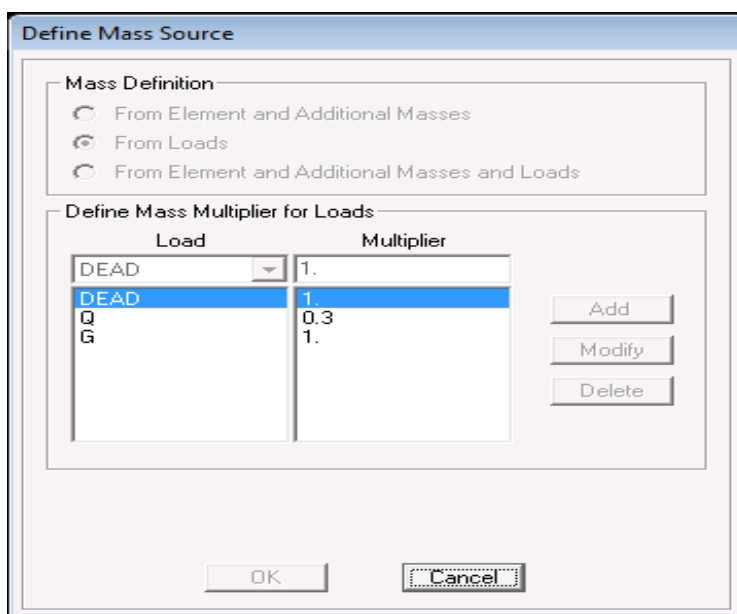 Define Mass Source
Mass Definition
From Element and Additional Masses
From Loads
From Element and Additional Masses and Loads
Define Mass Multiplier for Loads
Load Multiplier
DEAD 1.
DEAD 1.
Q 0.3
G 1.
Add
Modify
Delete
OK Cancel